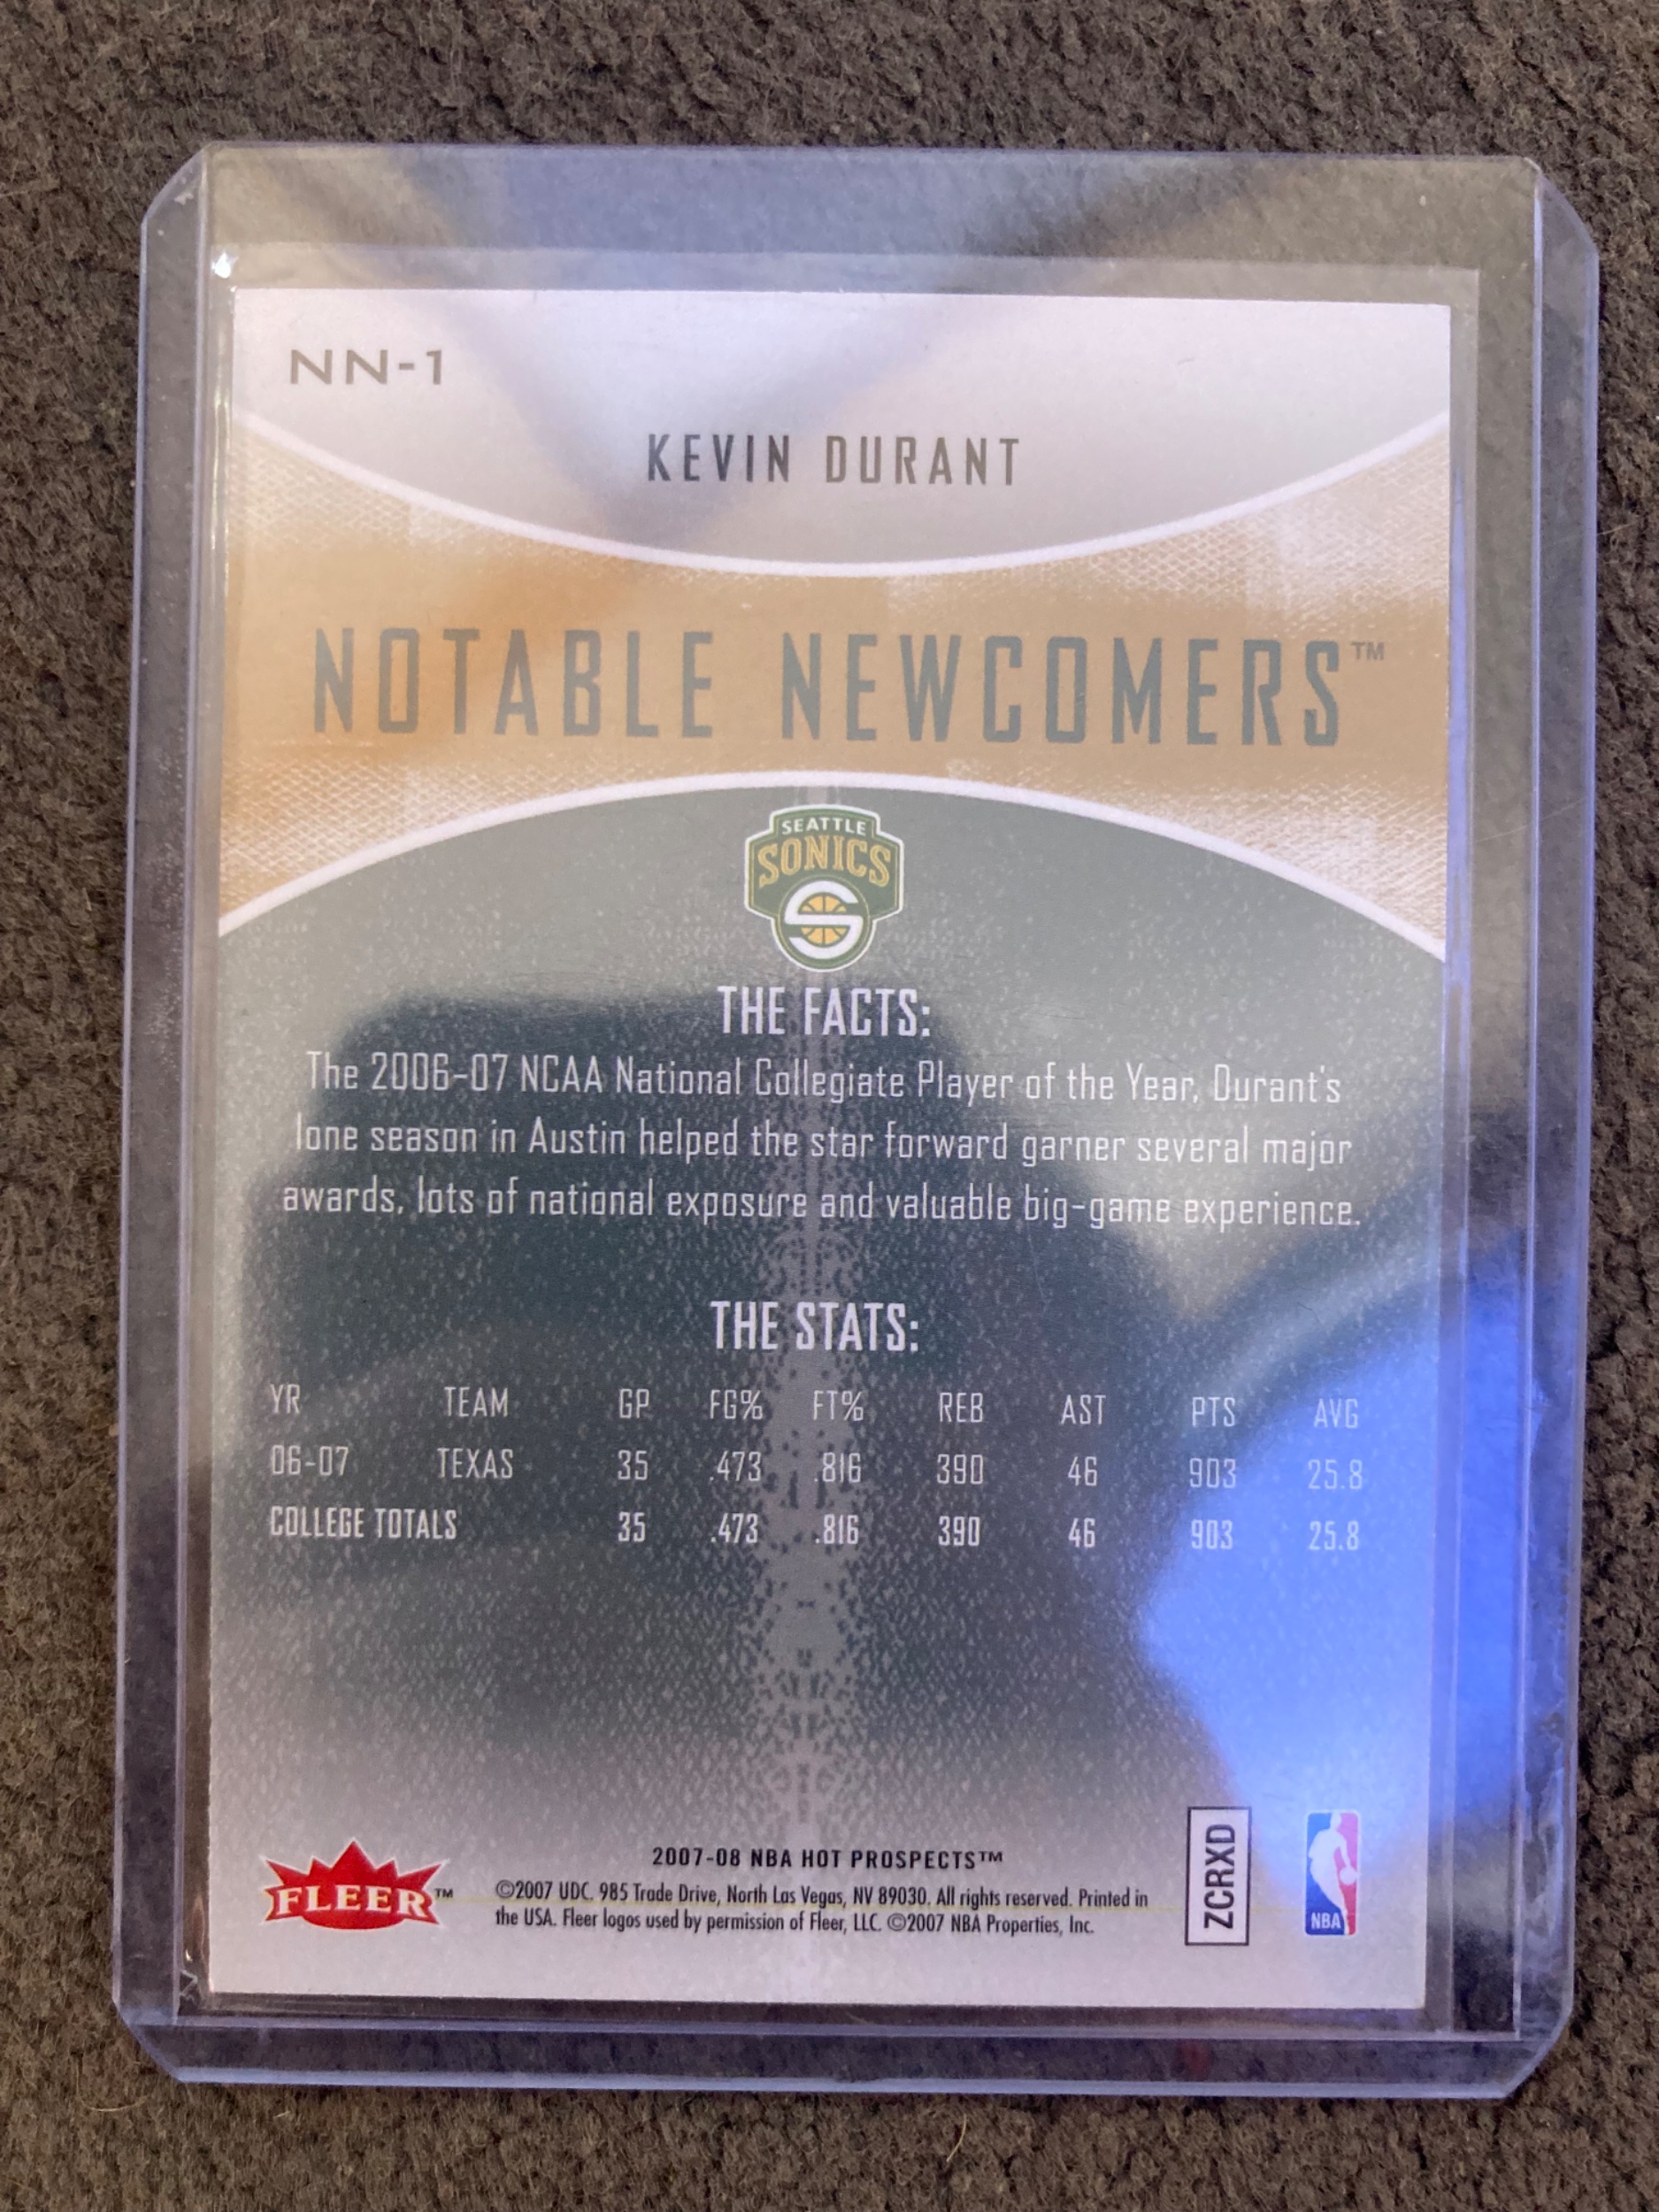 NN-1
KEVIN DURANT
NOTABLE NEWCOMERS™
SEATTLE
SONICS
S
THE FACTS:
The 2006-07 NCAA National Collegiate Player of the Year, Durant's
lone season in Austin helped the star forward garner several major
awards, lots of national exposure and valuable big-game experience.
THE STATS:
YR TEAM GP FG% FT% REB AST PTS AVG
06-07 TEXAS 35 .473 .816 390 46 903 25.8
COLLEGE TOTALS 35 .473 .816 390 46 903 25.8
FLEER™
2007-08 NBA HOT PROSPECTS™
©2007 UDC. 985 Trade Drive, North Las Vegas, NV 89030. All rights reserved. Printed in
the USA. Fleer logos used by permission of Fleer, LLC. ©2007 NBA Properties, Inc.
ZCRXD
NBA